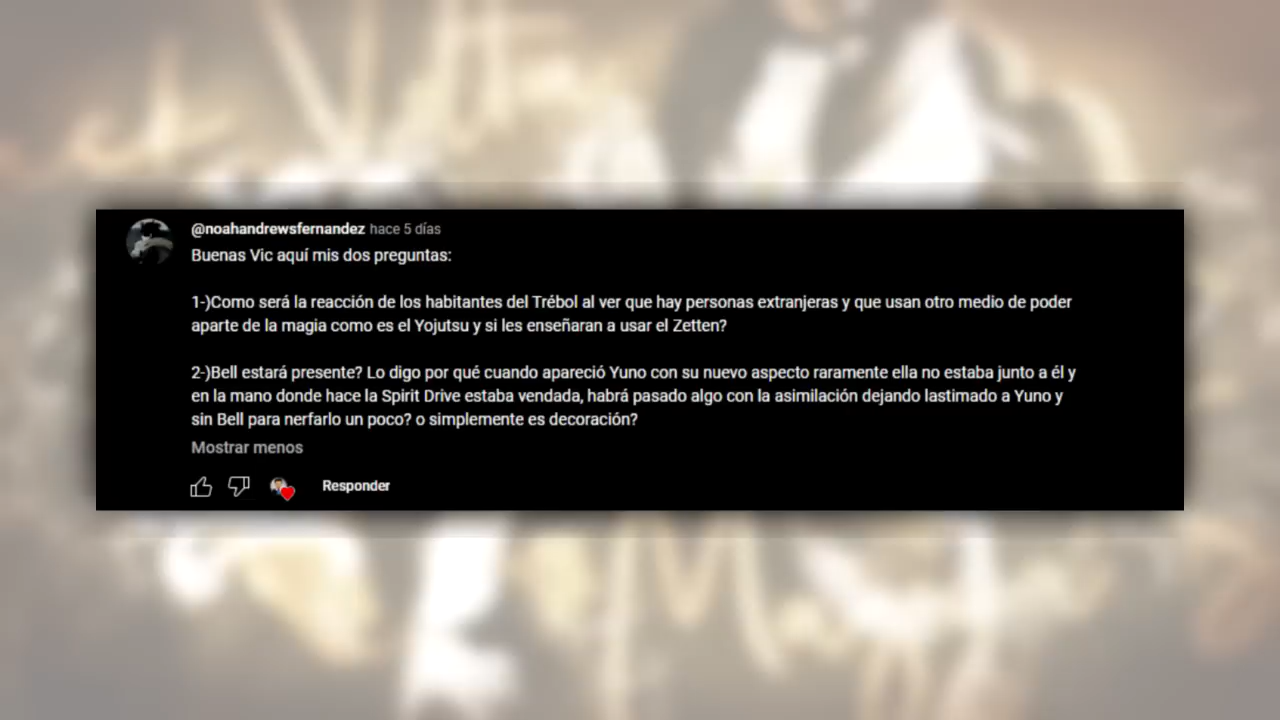 @noahandrewsfernandez hace 5 días
Buenas Vic aquí mis dos preguntas:
1-)Como será la reacción de los habitantes del Trébol al ver que hay personas extranjeras y que usan otro medio de poder
aparte de la magia como es el Yojutsu y si les enseñaran a usar el Zetten?
2-)Bell estará presente? Lo digo por qué cuando apareció Yuno con su nuevo aspecto raramente ella no estaba junto a él y
en la mano donde hace la Spirit Drive estaba vendada, habrá pasado algo con la asimilación dejando lastimado a Yuno y
sin Bell para nerfarlo un poco? o simplemente es decoración?
Mostrar menos
Responder